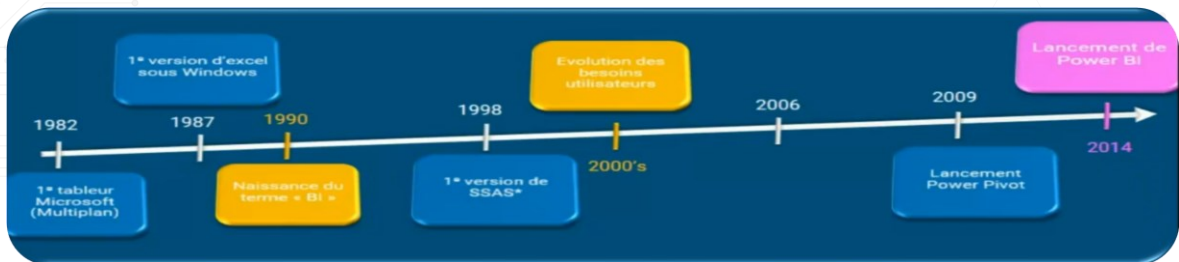 1ᵉ version d'excel
sous Windows
Evolution des
besoins
utilisateurs
Lancement de
Power BI
1982
1987
1990
1998
2000's
2006
2009
2014
1ᵉ tableur
Microsoft
(Multiplan)
Naissance du
terme « BI »
1ᵉ version de
SSAS*
Lancement
Power Pivot